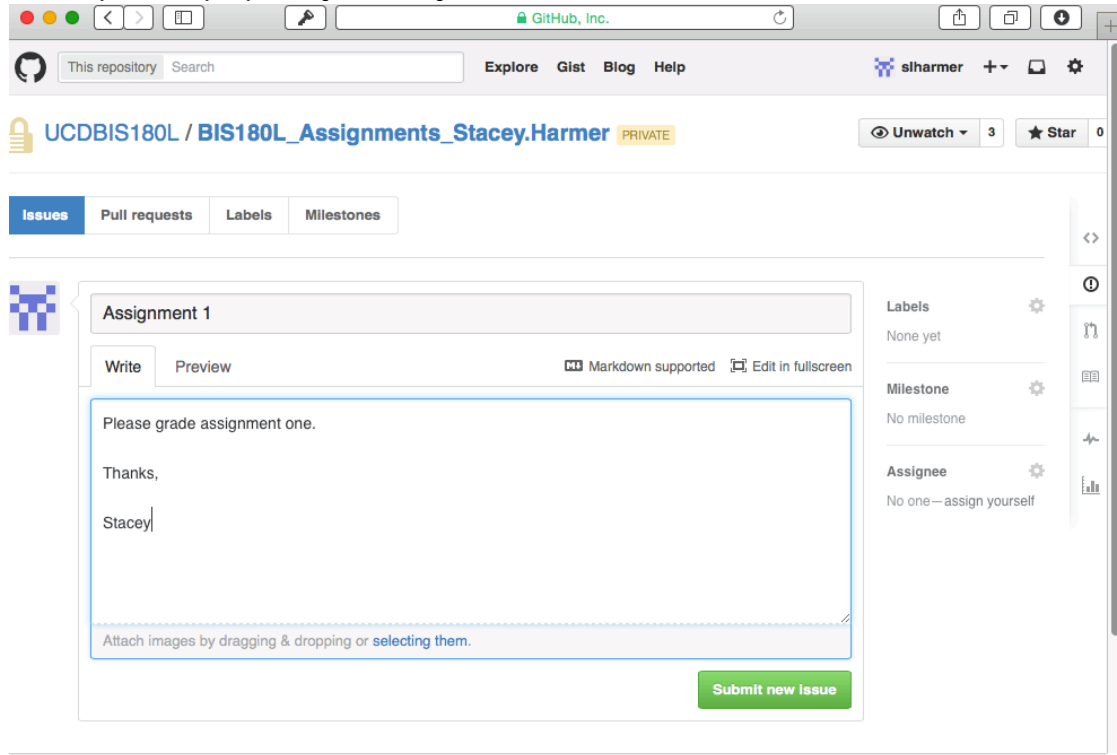 GitHub, Inc.
This repository Search Explore Gist Blog Help slharmer
UCDBIS180L / BIS180L_Assignments_Stacey.Harmer PRIVATE Unwatch 3 Star 0
Issues Pull requests Labels Milestones
Assignment 1
Labels
None yet
Write Preview Markdown supported Edit in fullscreen
Milestone
No milestone
Please grade assignment one.
Thanks,
Assignee
No one—assign yourself
Stacey
Attach images by dragging & dropping or selecting them.
Submit new issue